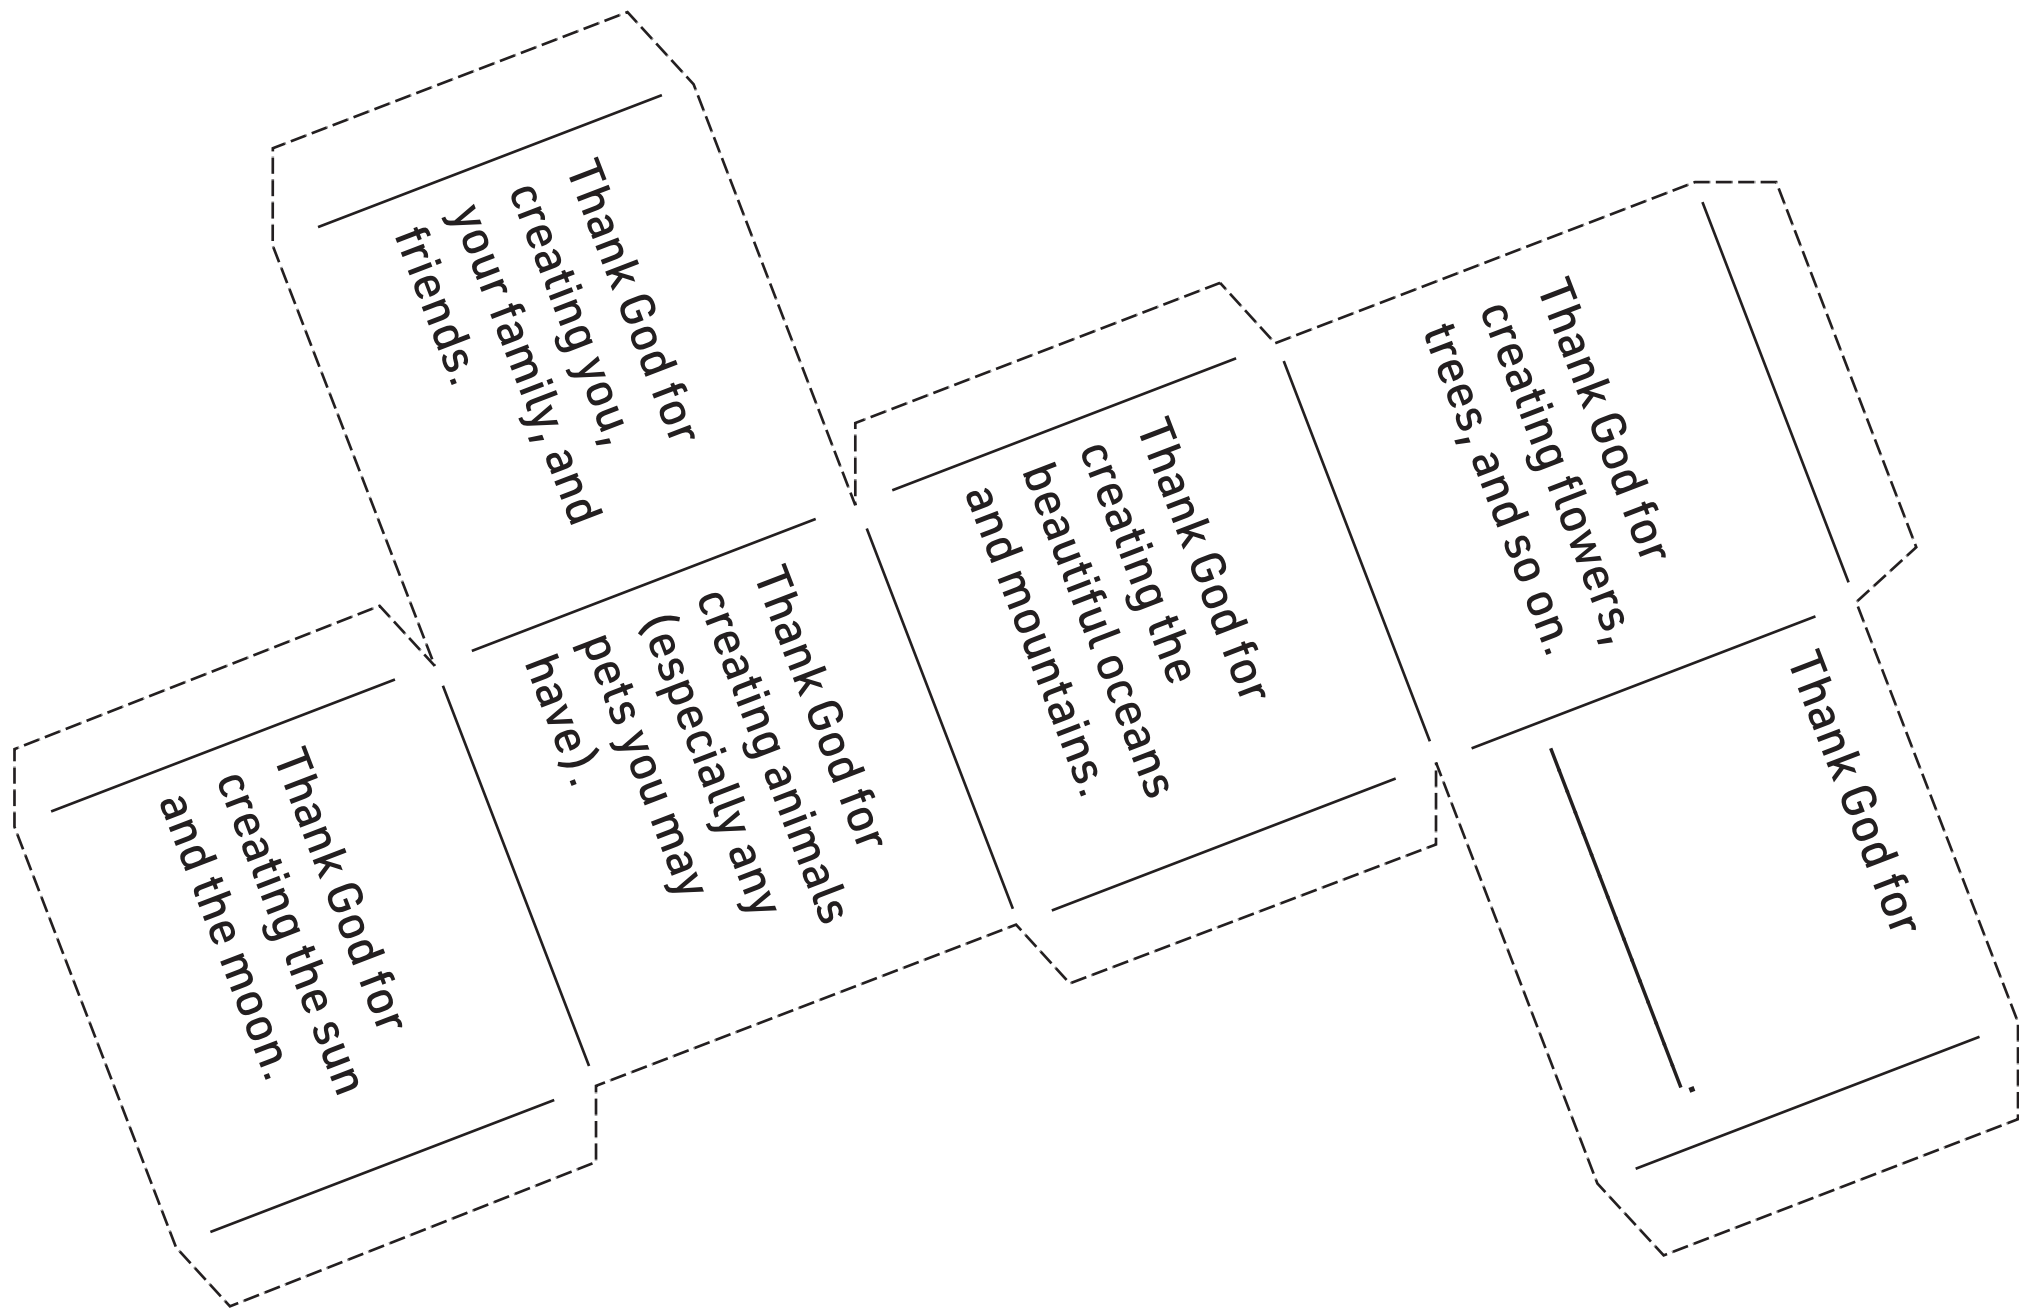 Thank God for
creating you,
your family, and
friends.
Thank God for
creating the sun
and the moon.
Thank God for
creating animals
(especially any
pets you may
have).
Thank God for
creating the
beautiful oceans
and mountains.
Thank God for
creating flowers,
trees, and so on.
Thank God for
.